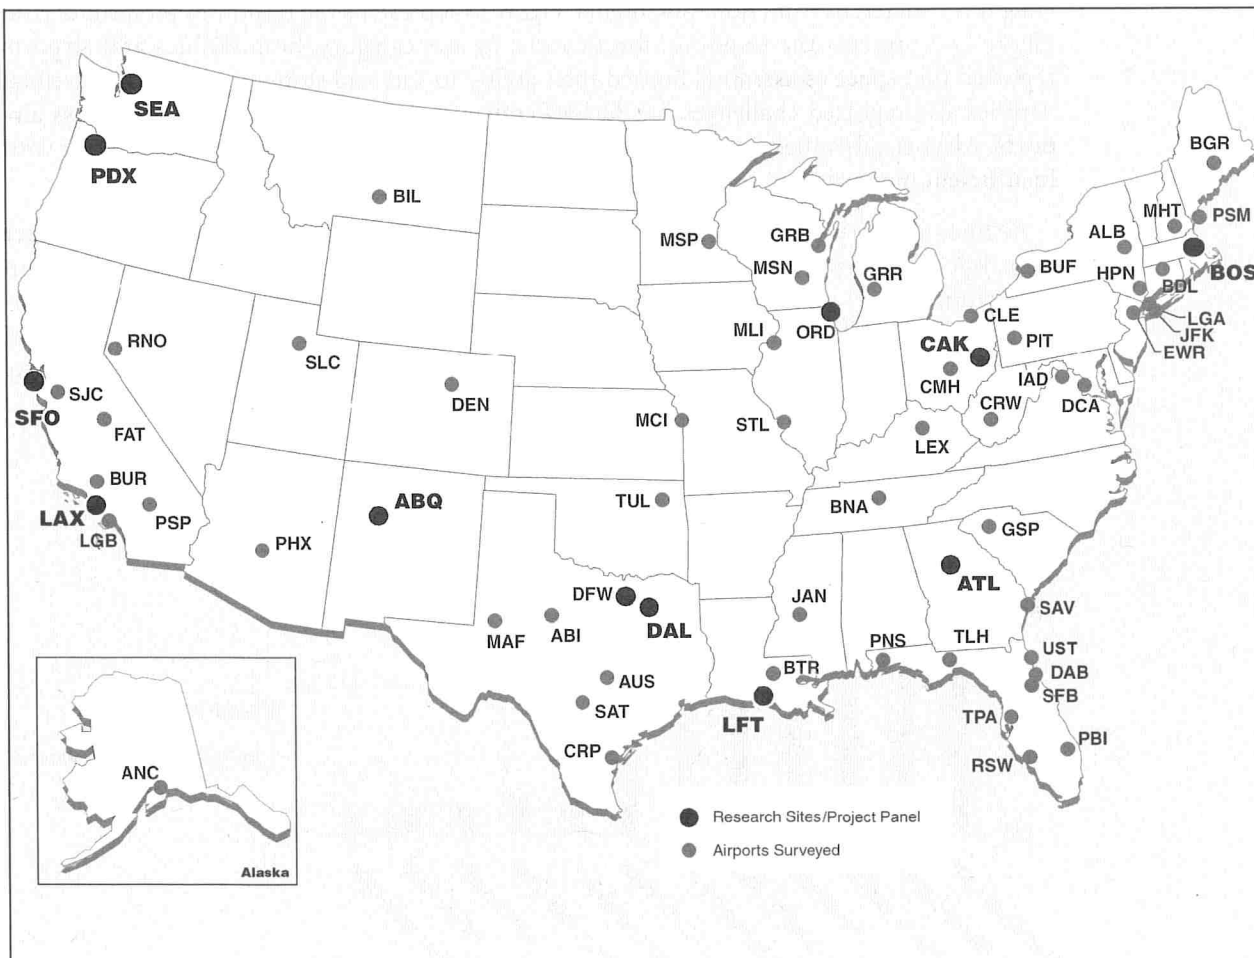 SEA
PDX
BIL
BGR
MSP
GRB
MSN
GRR
ALB
MHT
PSM
BUF
HPN
BOS
BDL
RNO
SLC
MLI
ORD
CLE
CAK
PIT
LGA
JFK
EWR
SJC
SFO
DEN
CMH
IAD
DCA
FAT
MCI
STL
CRW
LEX
BUR
LAX
PSP
LGB
ABQ
TUL
BNA
GSP
PHX
ATL
DFW
DAL
JAN
SAV
MAF
ABI
PNS
TLH
UST
AUS
BTR
DAB
SFB
SAT
LFT
TPA
CRP
RSW
PBI
ANC
Alaska
Research Sites/Project Panel
Airports Surveyed